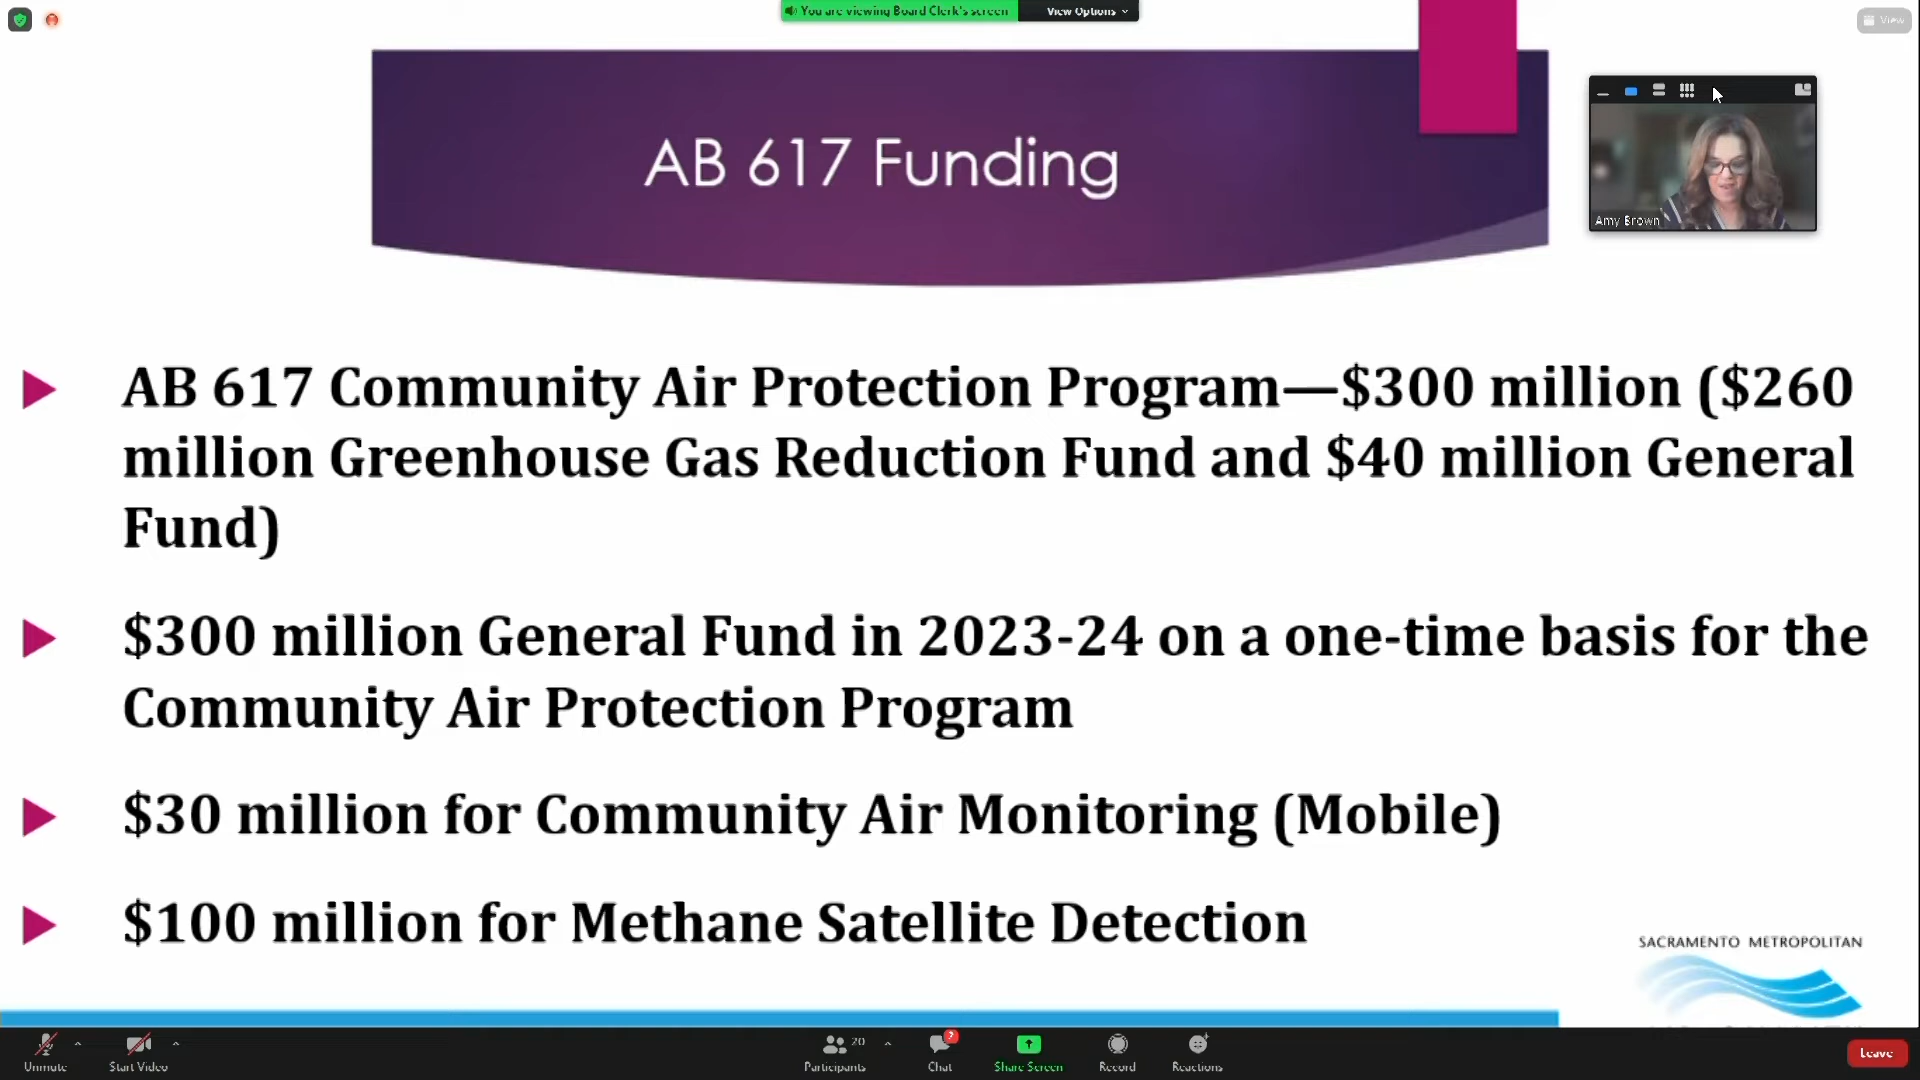 You are viewing Board Clerk's screen
View Options
View
AB 617 Funding
Amy Brown
AB 617 Community Air Protection Program—$300 million ($260
million Greenhouse Gas Reduction Fund and $40 million General
Fund)
$300 million General Fund in 2023-24 on a one-time basis for the
Community Air Protection Program
$30 million for Community Air Monitoring (Mobile)
$100 million for Methane Satellite Detection
SACRAMENTO METROPOLITAN
Unmute
Start Video
20
Participants
Chat
Share Screen
Record
Reactions
Leave